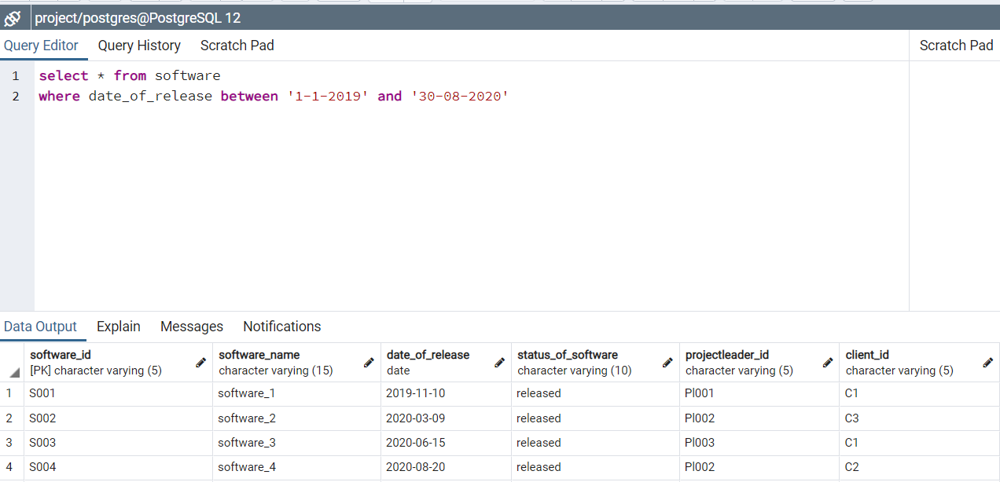 project/postgres@PostgreSQL 12
Query Editor Query History Scratch Pad Scratch Pad
1 select * from software
2 where date_of_release between '1-1-2019' and '30-08-2020'
Data Output Explain Messages Notifications
software_id software_name date_of_release status_of_software projectleader_id client_id
[PK] character varying (5) character varying (15) date character varying (10) character varying (5) character varying (5)
1 S001 software_1 2019-11-10 released Pl001 C1
2 S002 software_2 2020-03-09 released Pl002 C3
3 S003 software_3 2020-06-15 released Pl003 C1
4 S004 software_4 2020-08-20 released Pl002 C2